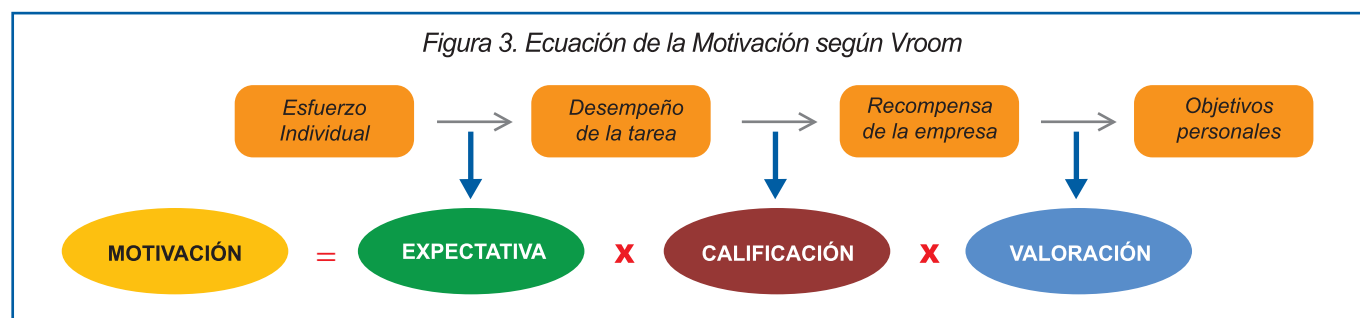 Figura 3. Ecuación de la Motivación según Vroom
Esfuerzo
Individual
Desempeño
de la tarea
Recompensa
de la empresa
Objetivos
personales
MOTIVACIÓN = EXPECTATIVA x CALIFICACIÓN x VALORACIÓN